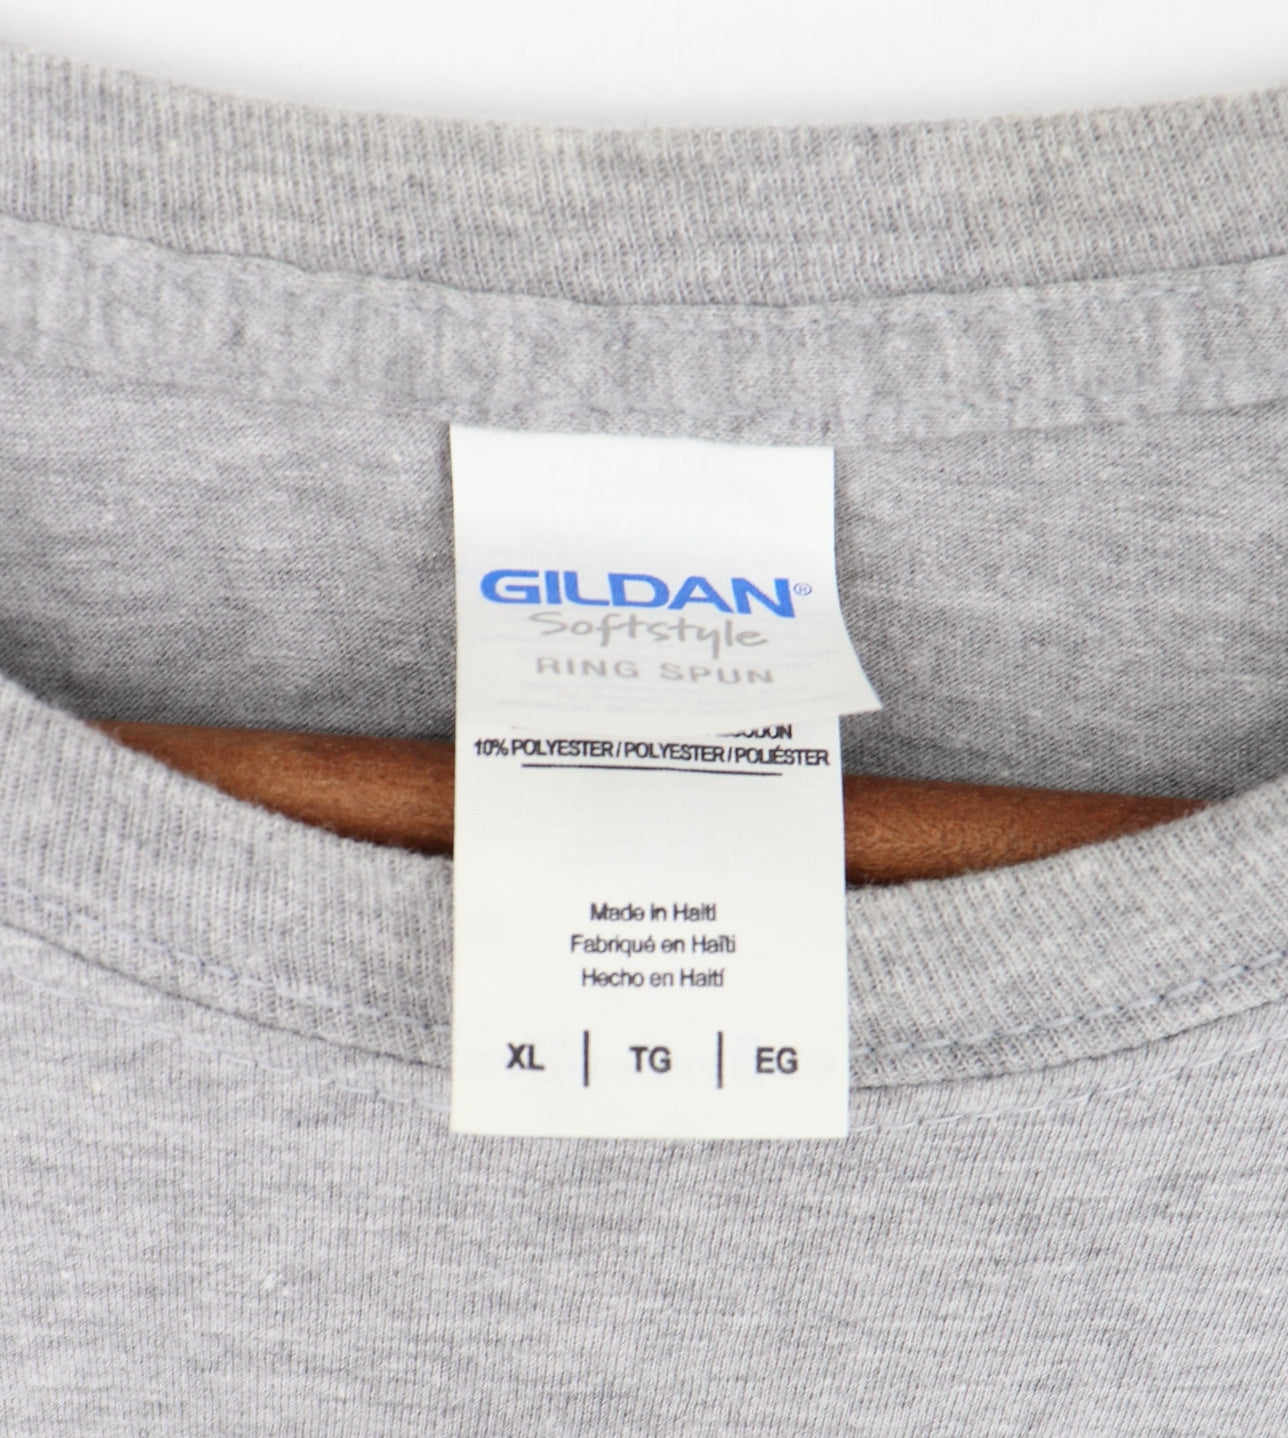 GILDAN®
Softstyle
RING SPUN
10% POLYESTER / POLYESTER / POLIÉSTER
Made in Haiti
Fabriqué en Haïti
Hecho en Haití
XL | TG | EG